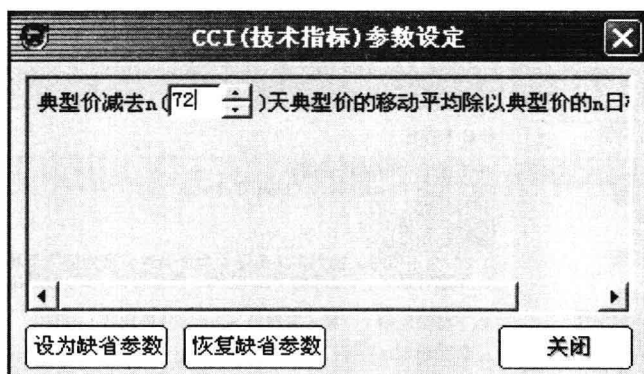 CCI(技术指标)参数设定
典型价减去n(72)天典型价的移动平均除以典型价的n日
设为缺省参数 恢复缺省参数 关闭